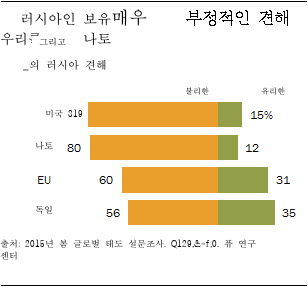 러시아인 보유매우 부정적인 견해
우리 그리고 나토
_의 러시아 견해
불리한 유리한
미국 819 15%
나토 80 12
EU 60 31
독일 56 35
출처: 2015년 봄 글로벌 태도 설문조사. Q129, 퓨 연구
센터